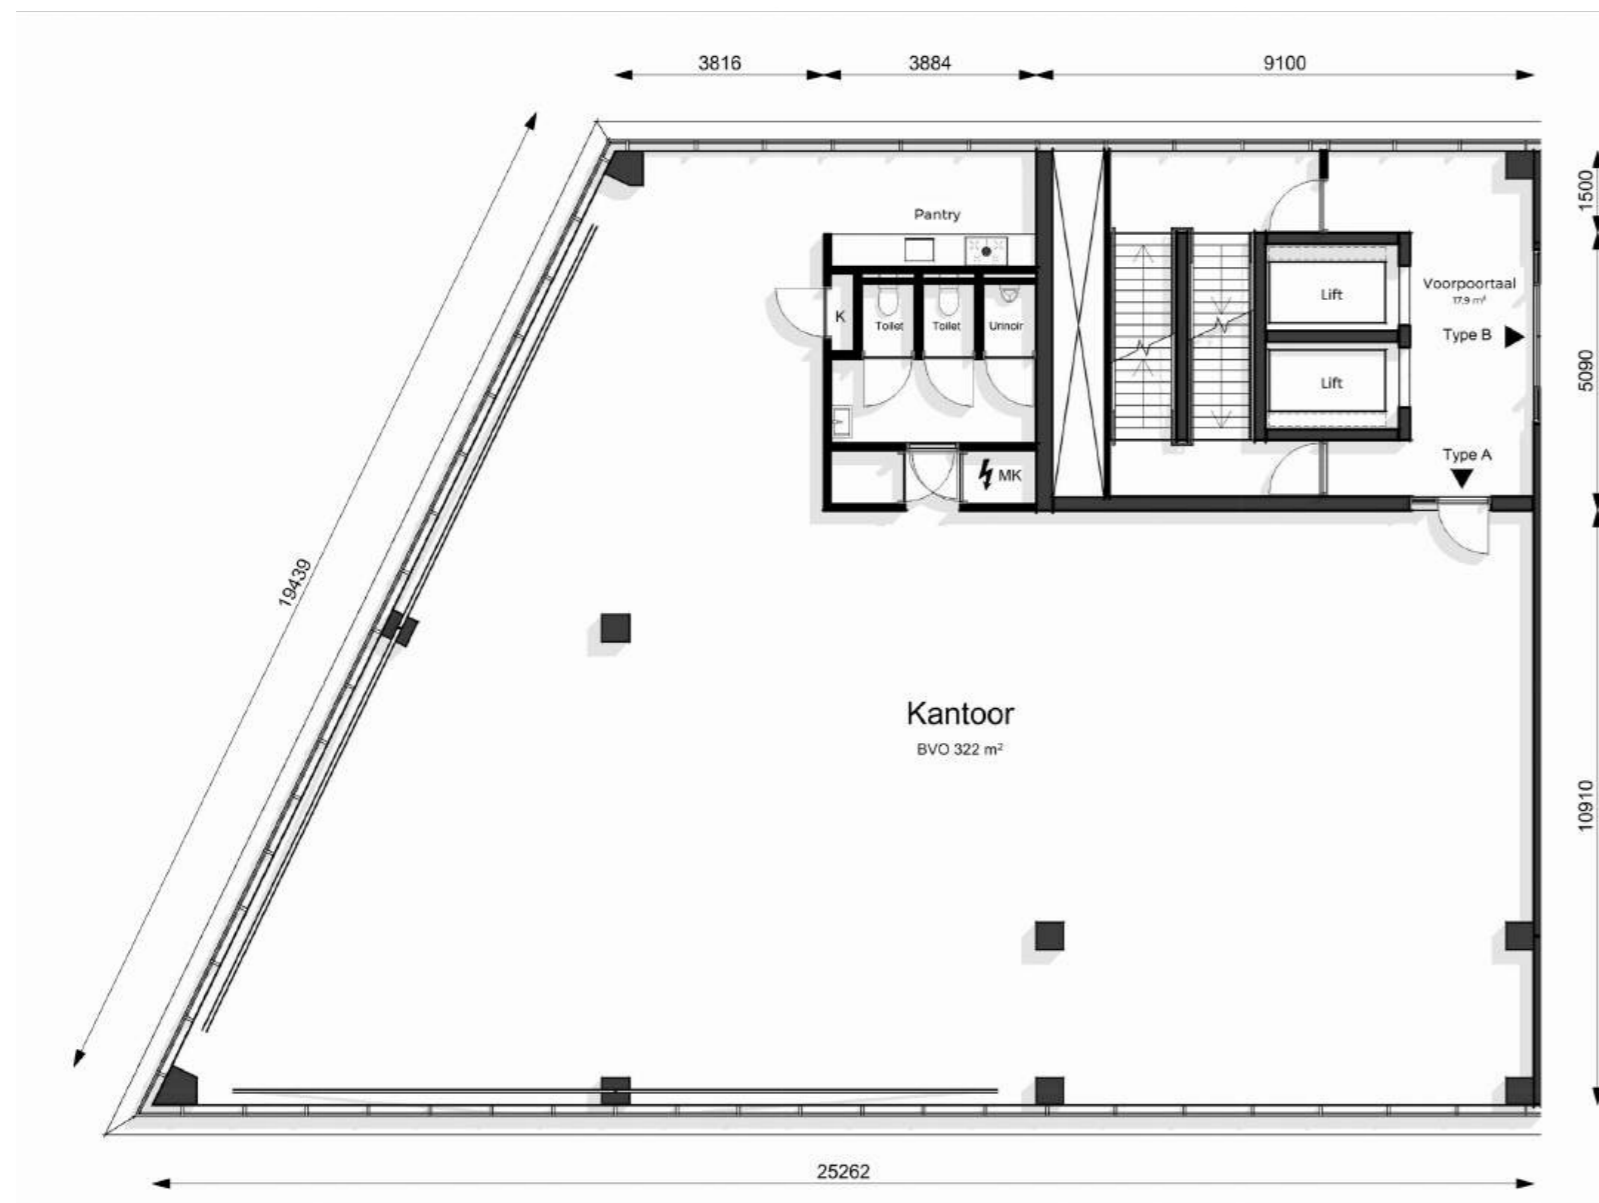 3816
3884
9100
1500
Pantry
Voorpoortaal
17.9 m²
Lift
K
Toilet
Toilet
Urinoir
Type B
5090
Lift
Type A
MK
19439
Kantoor
BVO 322 m²
10910
25262